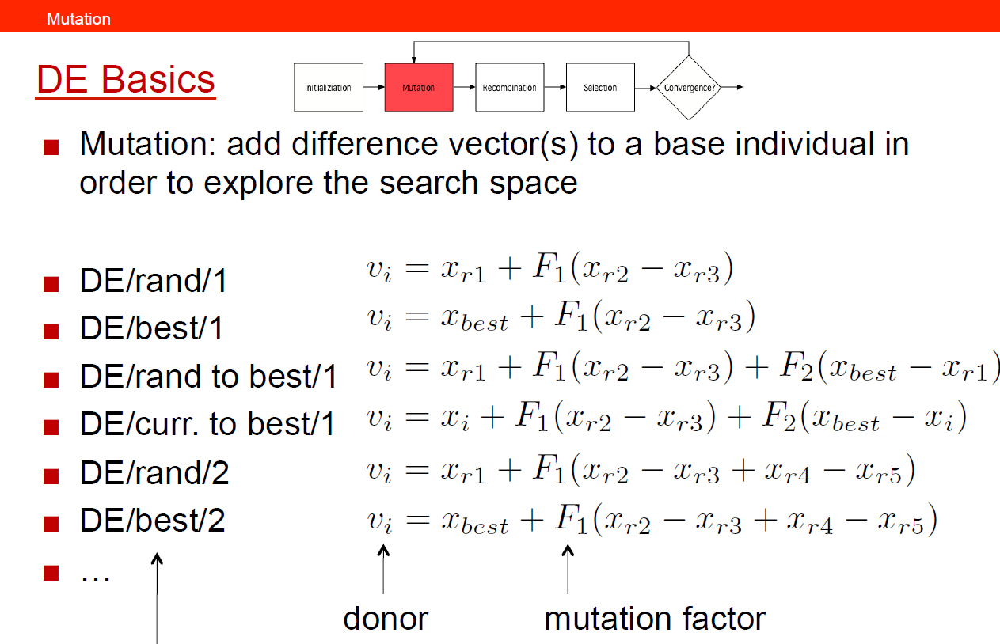 Mutation
DE Basics
Initializiation
Mutation
Recombination
Selection
Convergence?
■ Mutation: add difference vector(s) to a base individual in
order to explore the search space
■ DE/rand/1 v_i = x_{r1} + F_1(x_{r2} − x_{r3})
■ DE/best/1 v_i = x_{best} + F_1(x_{r2} − x_{r3})
■ DE/rand to best/1 v_i = x_{r1} + F_1(x_{r2} − x_{r3}) + F_2(x_{best} − x_{r1})
■ DE/curr. to best/1 v_i = x_i + F_1(x_{r2} − x_{r3}) + F_2(x_{best} − x_i)
■ DE/rand/2 v_i = x_{r1} + F_1(x_{r2} − x_{r3} + x_{r4} − x_{r5})
■ DE/best/2 v_i = x_{best} + F_1(x_{r2} − x_{r3} + x_{r4} − x_{r5})
■ …
donor mutation factor